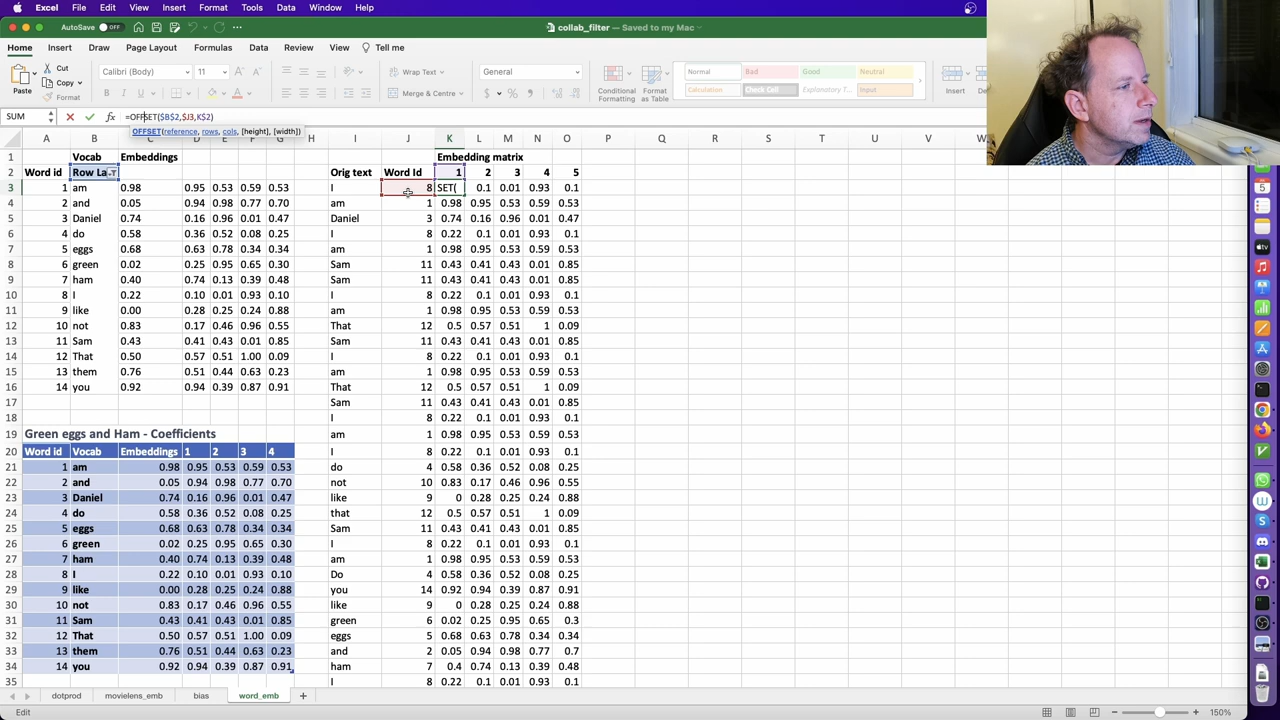 Excel File Edit View Insert Format Tools Data Window Help
AutoSave OFF collab_filter — Saved to my Mac
Home Insert Draw Page Layout Formulas Data Review View Tell me
Paste Cut Copy Format Calibri (Body) 11 Wrap Text Merge & Centre General Conditional Formatting Format as Table Normal Bad Good Neutral Calculation Check Cell Explanatory T... Input Insert
SUM fx =OFFSET($B$2,$J3,K$2)
OFFSET(reference, rows, cols, [height], [width])
A B C D E F G H I J K L M N O P Q R S T U V
1 Vocab Embeddings Embedding matrix
2 Word id Row La Orig text Word Id 1 2 3 4 5
3 1 am 0.98 0.95 0.53 0.59 0.53 I 8 SET( 0.1 0.01 0.93 0.1
4 2 and 0.05 0.94 0.98 0.77 0.70 am 1 0.98 0.95 0.53 0.59 0.53
5 3 Daniel 0.74 0.16 0.96 0.01 0.47 Daniel 3 0.74 0.16 0.96 0.01 0.47
6 4 do 0.58 0.36 0.52 0.08 0.25 I 8 0.22 0.1 0.01 0.93 0.1
7 5 eggs 0.68 0.63 0.78 0.34 0.34 am 1 0.98 0.95 0.53 0.59 0.53
8 6 green 0.02 0.25 0.95 0.65 0.30 Sam 11 0.43 0.41 0.43 0.01 0.85
9 7 ham 0.40 0.74 0.13 0.39 0.48 Sam 11 0.43 0.41 0.43 0.01 0.85
10 8 I 0.22 0.10 0.01 0.93 0.10 I 8 0.22 0.1 0.01 0.93 0.1
11 9 like 0.00 0.28 0.25 0.24 0.88 am 1 0.98 0.95 0.53 0.59 0.53
12 10 not 0.83 0.17 0.46 0.96 0.55 That 12 0.5 0.57 0.51 1 0.09
13 11 Sam 0.43 0.41 0.43 0.01 0.85 Sam 11 0.43 0.41 0.43 0.01 0.85
14 12 That 0.50 0.57 0.51 1.00 0.09 I 8 0.22 0.1 0.01 0.93 0.1
15 13 them 0.76 0.51 0.44 0.63 0.23 am 1 0.98 0.95 0.53 0.59 0.53
16 14 you 0.92 0.94 0.39 0.87 0.91 That 12 0.5 0.57 0.51 1 0.09
17 Sam 11 0.43 0.41 0.43 0.01 0.85
18 I 8 0.22 0.1 0.01 0.93 0.1
19 Green eggs and Ham - Coefficients am 1 0.98 0.95 0.53 0.59 0.53
20 Word id Vocab Embeddings 1 2 3 4 I 8 0.22 0.1 0.01 0.93 0.1
21 1 am 0.98 0.95 0.53 0.59 0.53 do 4 0.58 0.36 0.52 0.08 0.25
22 2 and 0.05 0.94 0.98 0.77 0.70 not 10 0.83 0.17 0.46 0.96 0.55
23 3 Daniel 0.74 0.16 0.96 0.01 0.47 like 9 0 0.28 0.25 0.24 0.88
24 4 do 0.58 0.36 0.52 0.08 0.25 that 12 0.5 0.57 0.51 1 0.09
25 5 eggs 0.68 0.63 0.78 0.34 0.34 Sam 11 0.43 0.41 0.43 0.01 0.85
26 6 green 0.02 0.25 0.95 0.65 0.30 I 8 0.22 0.1 0.01 0.93 0.1
27 7 ham 0.40 0.74 0.13 0.39 0.48 am 1 0.98 0.95 0.53 0.59 0.53
28 8 I 0.22 0.10 0.01 0.93 0.10 Do 4 0.58 0.36 0.52 0.08 0.25
29 9 like 0.00 0.28 0.25 0.24 0.88 you 14 0.92 0.94 0.39 0.87 0.91
30 10 not 0.83 0.17 0.46 0.96 0.55 like 9 0 0.28 0.25 0.24 0.88
31 11 Sam 0.43 0.41 0.43 0.01 0.85 green 6 0.02 0.25 0.95 0.65 0.3
32 12 That 0.50 0.57 0.51 1.00 0.09 eggs 5 0.68 0.63 0.78 0.34 0.34
33 13 them 0.76 0.51 0.44 0.63 0.23 and 2 0.05 0.94 0.98 0.77 0.7
34 14 you 0.92 0.94 0.39 0.87 0.91 ham 7 0.4 0.74 0.13 0.39 0.48
35 I 8 0.22 0.1 0.01 0.93 0.1
dotprod movielens_emb bias word_emb
Edit 150%